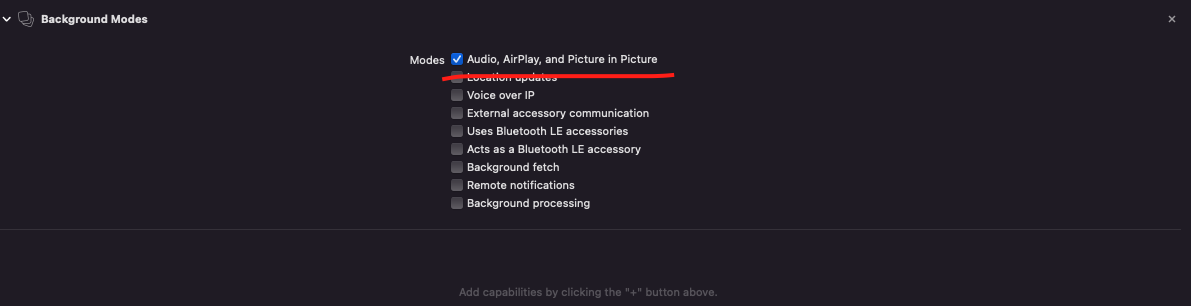 Background Modes
Modes
Audio, AirPlay, and Picture in Picture
Location updates
Voice over IP
External accessory communication
Uses Bluetooth LE accessories
Acts as a Bluetooth LE accessory
Background fetch
Remote notifications
Background processing
Add capabilities by clicking the "+" button above.